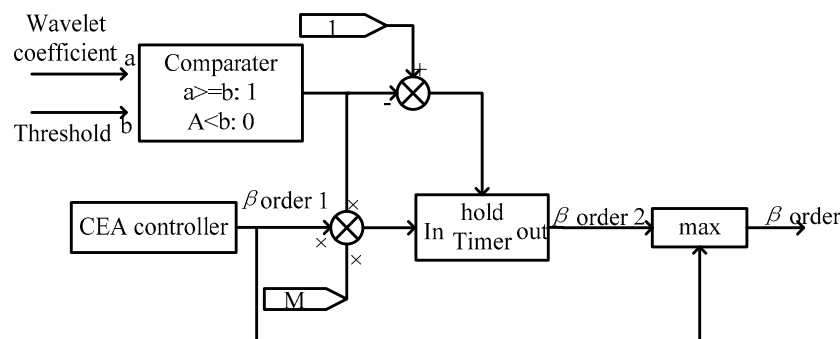 Wavelet
coefficient
a
Threshold
b
Comparater
a>=b: 1
A<b: 0
1
+
-
CEA controller
β order 1
×
×
×
M
hold
In Timer out
β order 2
max
β order